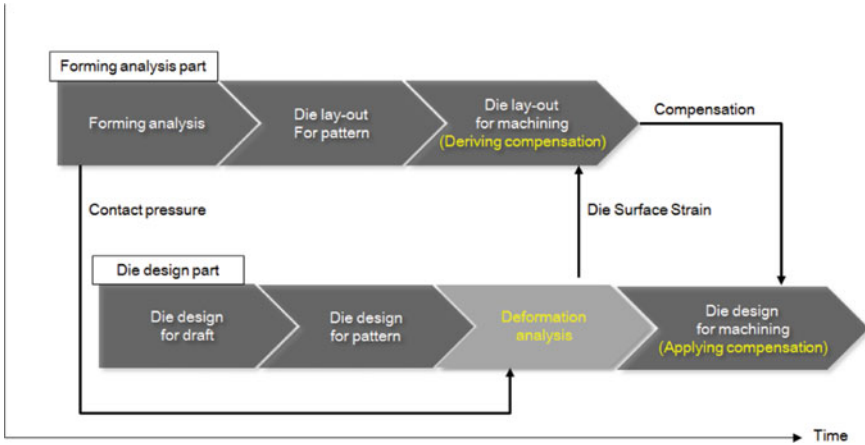 Forming analysis part
Forming analysis
Die lay-out
For pattern
Die lay-out
for machining
(Deriving compensation)
Compensation
Contact pressure
Die Surface Strain
Die design part
Die design
for draft
Die design
for pattern
Deformation
analysis
Die design
for machining
(Applying compensation)
Time